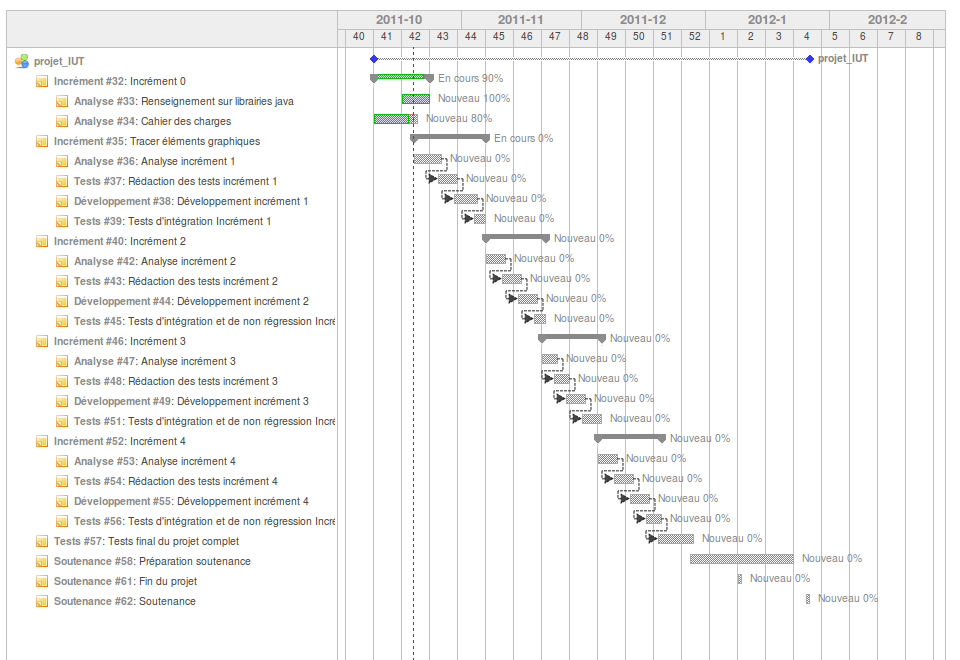 2011-10 2011-11 2011-12 2012-1 2012-2
40 41 42 43 44 45 46 47 48 49 50 51 52 1 2 3 4 5 6 7 8
projet_IUT projet_IUT
Incrément #32: Incrément 0 En cours 90%
Analyse #33: Renseignement sur librairies java Nouveau 100%
Analyse #34: Cahier des charges Nouveau 80%
Incrément #35: Tracer éléments graphiques En cours 0%
Analyse #36: Analyse incrément 1 Nouveau 0%
Tests #37: Rédaction des tests incrément 1 Nouveau 0%
Développement #38: Développement incrément 1 Nouveau 0%
Tests #39: Tests d'intégration Incrément 1 Nouveau 0%
Incrément #40: Incrément 2 Nouveau 0%
Analyse #42: Analyse incrément 2 Nouveau 0%
Tests #43: Rédaction des tests incrément 2 Nouveau 0%
Développement #44: Développement incrément 2 Nouveau 0%
Tests #45: Tests d'intégration et de non régression Incré Nouveau 0%
Incrément #46: Incrément 3 Nouveau 0%
Analyse #47: Analyse incrément 3 Nouveau 0%
Tests #48: Rédaction des tests incrément 3 Nouveau 0%
Développement #49: Développement incrément 3 Nouveau 0%
Tests #51: Tests d'intégration et de non régression Incré Nouveau 0%
Incrément #52: Incrément 4 Nouveau 0%
Analyse #53: Analyse incrément 4 Nouveau 0%
Tests #54: Rédaction des tests incrément 4 Nouveau 0%
Développement #55: Développement incrément 4 Nouveau 0%
Tests #56: Tests d'intégration et de non régression Incré Nouveau 0%
Tests #57: Tests final du projet complet Nouveau 0%
Soutenance #58: Préparation soutenance Nouveau 0%
Soutenance #61: Fin du projet Nouveau 0%
Soutenance #62: Soutenance Nouveau 0%